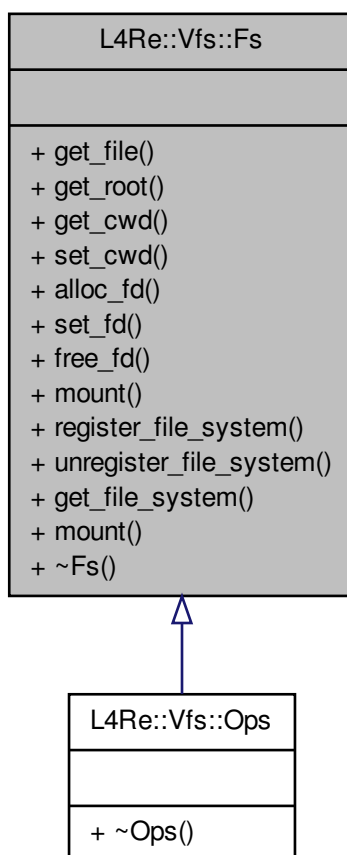 L4Re::Vfs::Fs
+ get_file()
+ get_root()
+ get_cwd()
+ set_cwd()
+ alloc_fd()
+ set_fd()
+ free_fd()
+ mount()
+ register_file_system()
+ unregister_file_system()
+ get_file_system()
+ mount()
+ ~Fs()
L4Re::Vfs::Ops
+ ~Ops()